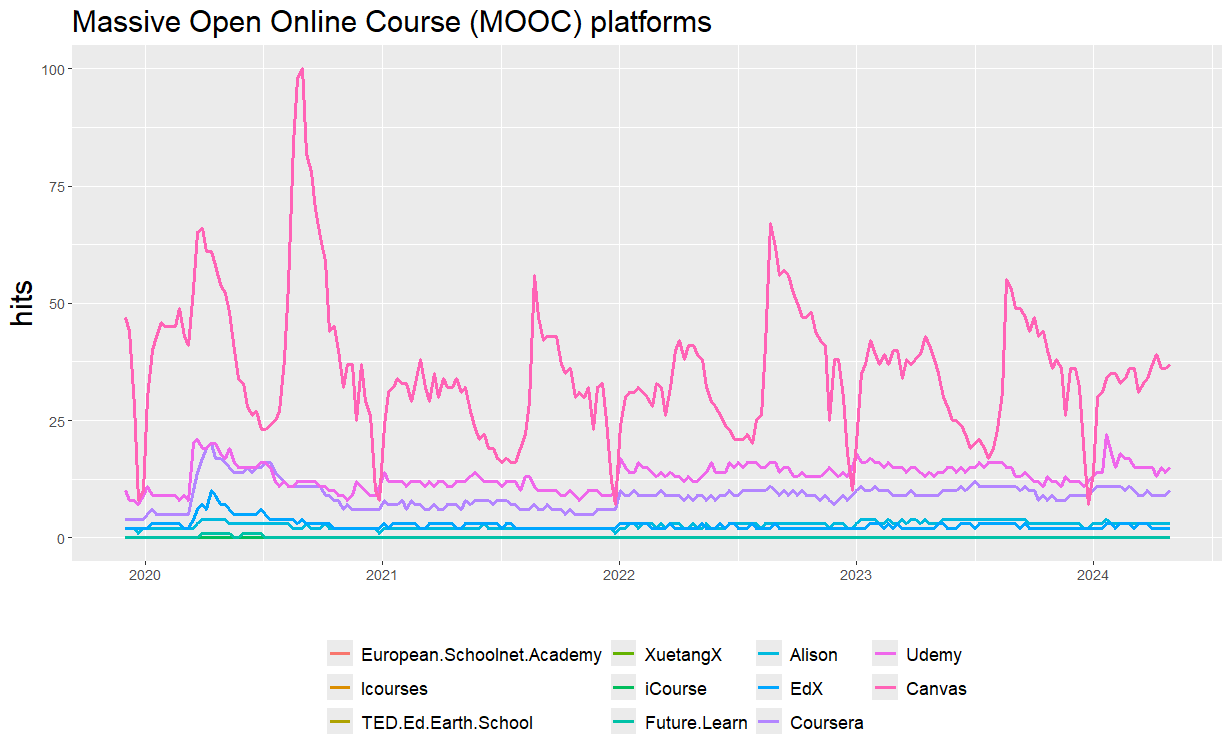 Massive Open Online Course (MOOC) platforms
hits
100
75
50
25
0
2020 2021 2022 2023 2024
European.Schoolnet.Academy XuetangX Alison Udemy
Icourses iCourse EdX Canvas
TED.Ed.Earth.School Future.Learn Coursera